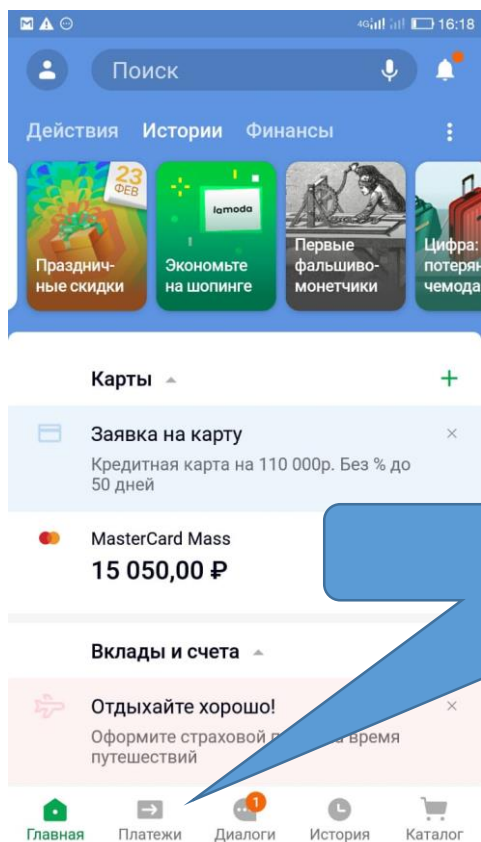 4G 16:18
Поиск
Действия Истории Финансы
23
ФЕВ
Празднич-
ные скидки
lamoda
Экономьте
на шопинге
Первые
фальшиво-
монетчики
Цифра:
потерян
чемода
Карты
Заявка на карту
Кредитная карта на 110 000р. Без % до
50 дней
MasterCard Mass
15 050,00 ₽
Вклады и счета
Отдыхайте хорошо!
Оформите страховой п а время
путешествий
1
Главная Платежи Диалоги История Каталог